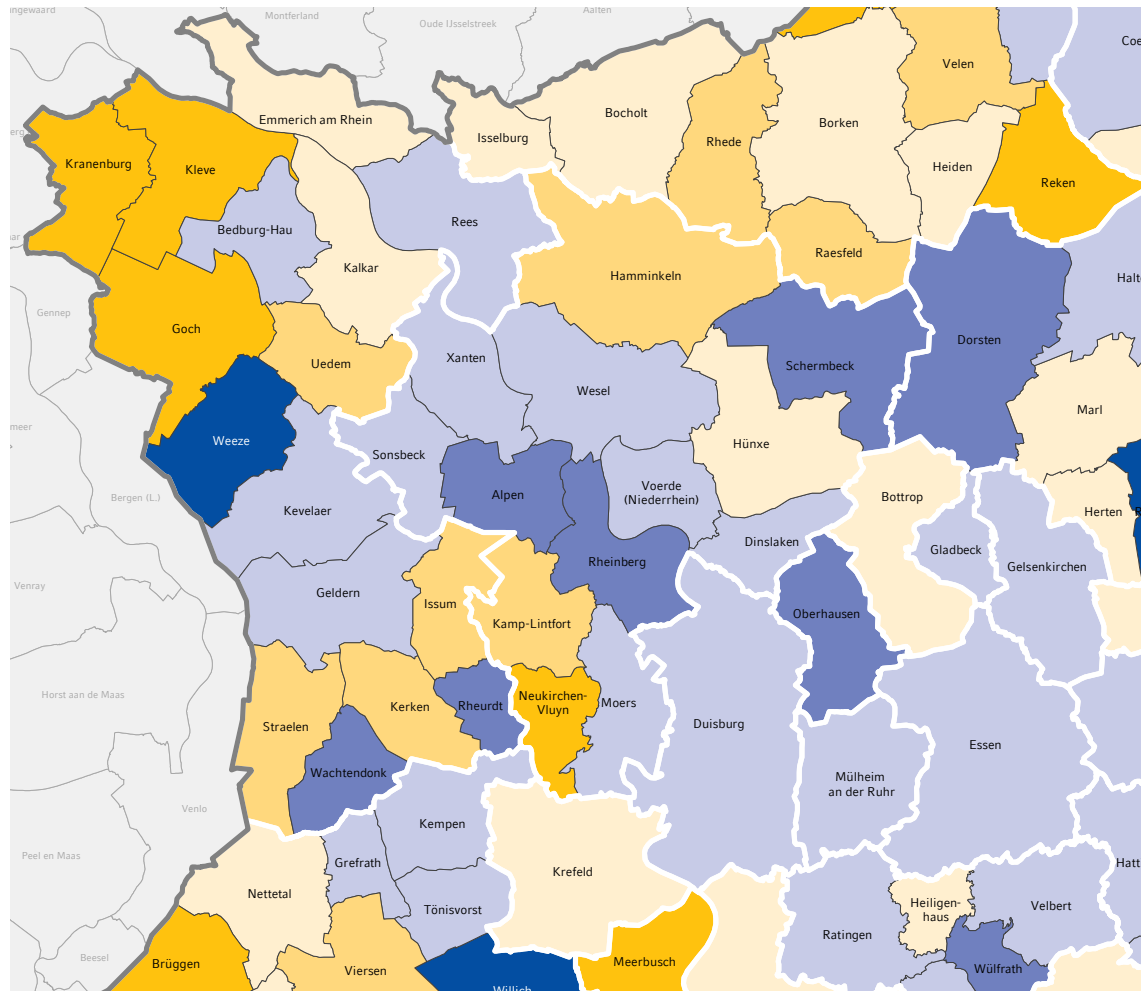 Montferland
Oude IJsselstreek
Aalten
Coe
Velen
Emmerich am Rhein
Isselburg
Bocholt
Borken
Rhede
Kranenburg
Kleve
Heiden
Reken
Bedburg-Hau
Rees
Raesfeld
Kalkar
Hamminkeln
Halt
Gennep
Goch
Dorsten
Uedem
Xanten
Schermbeck
Wesel
Marl
meer
Weeze
Hünxe
Sonsbeck
Voerde
(Niederrhein)
Alpen
Bergen (L.)
Bottrop
Kevelaer
Herten
Dinslaken
Gladbeck
Rheinberg
Gelsenkirchen
Venray
Geldern
Issum
Kamp-Lintfort
Oberhausen
Horst aan de Maas
Neukirchen-
Vluyn
Moers
Rheurdt
Kerken
Straelen
Duisburg
Essen
Wachtendonk
Mülheim
an der Ruhr
Venlo
Kempen
Peel en Maas
Grefrath
Hatt
Krefeld
Nettetal
Heiligen-
haus
Velbert
Tönisvorst
Ratingen
Beesel
Brüggen
Viersen
Meerbusch
Wülfrath
Willich